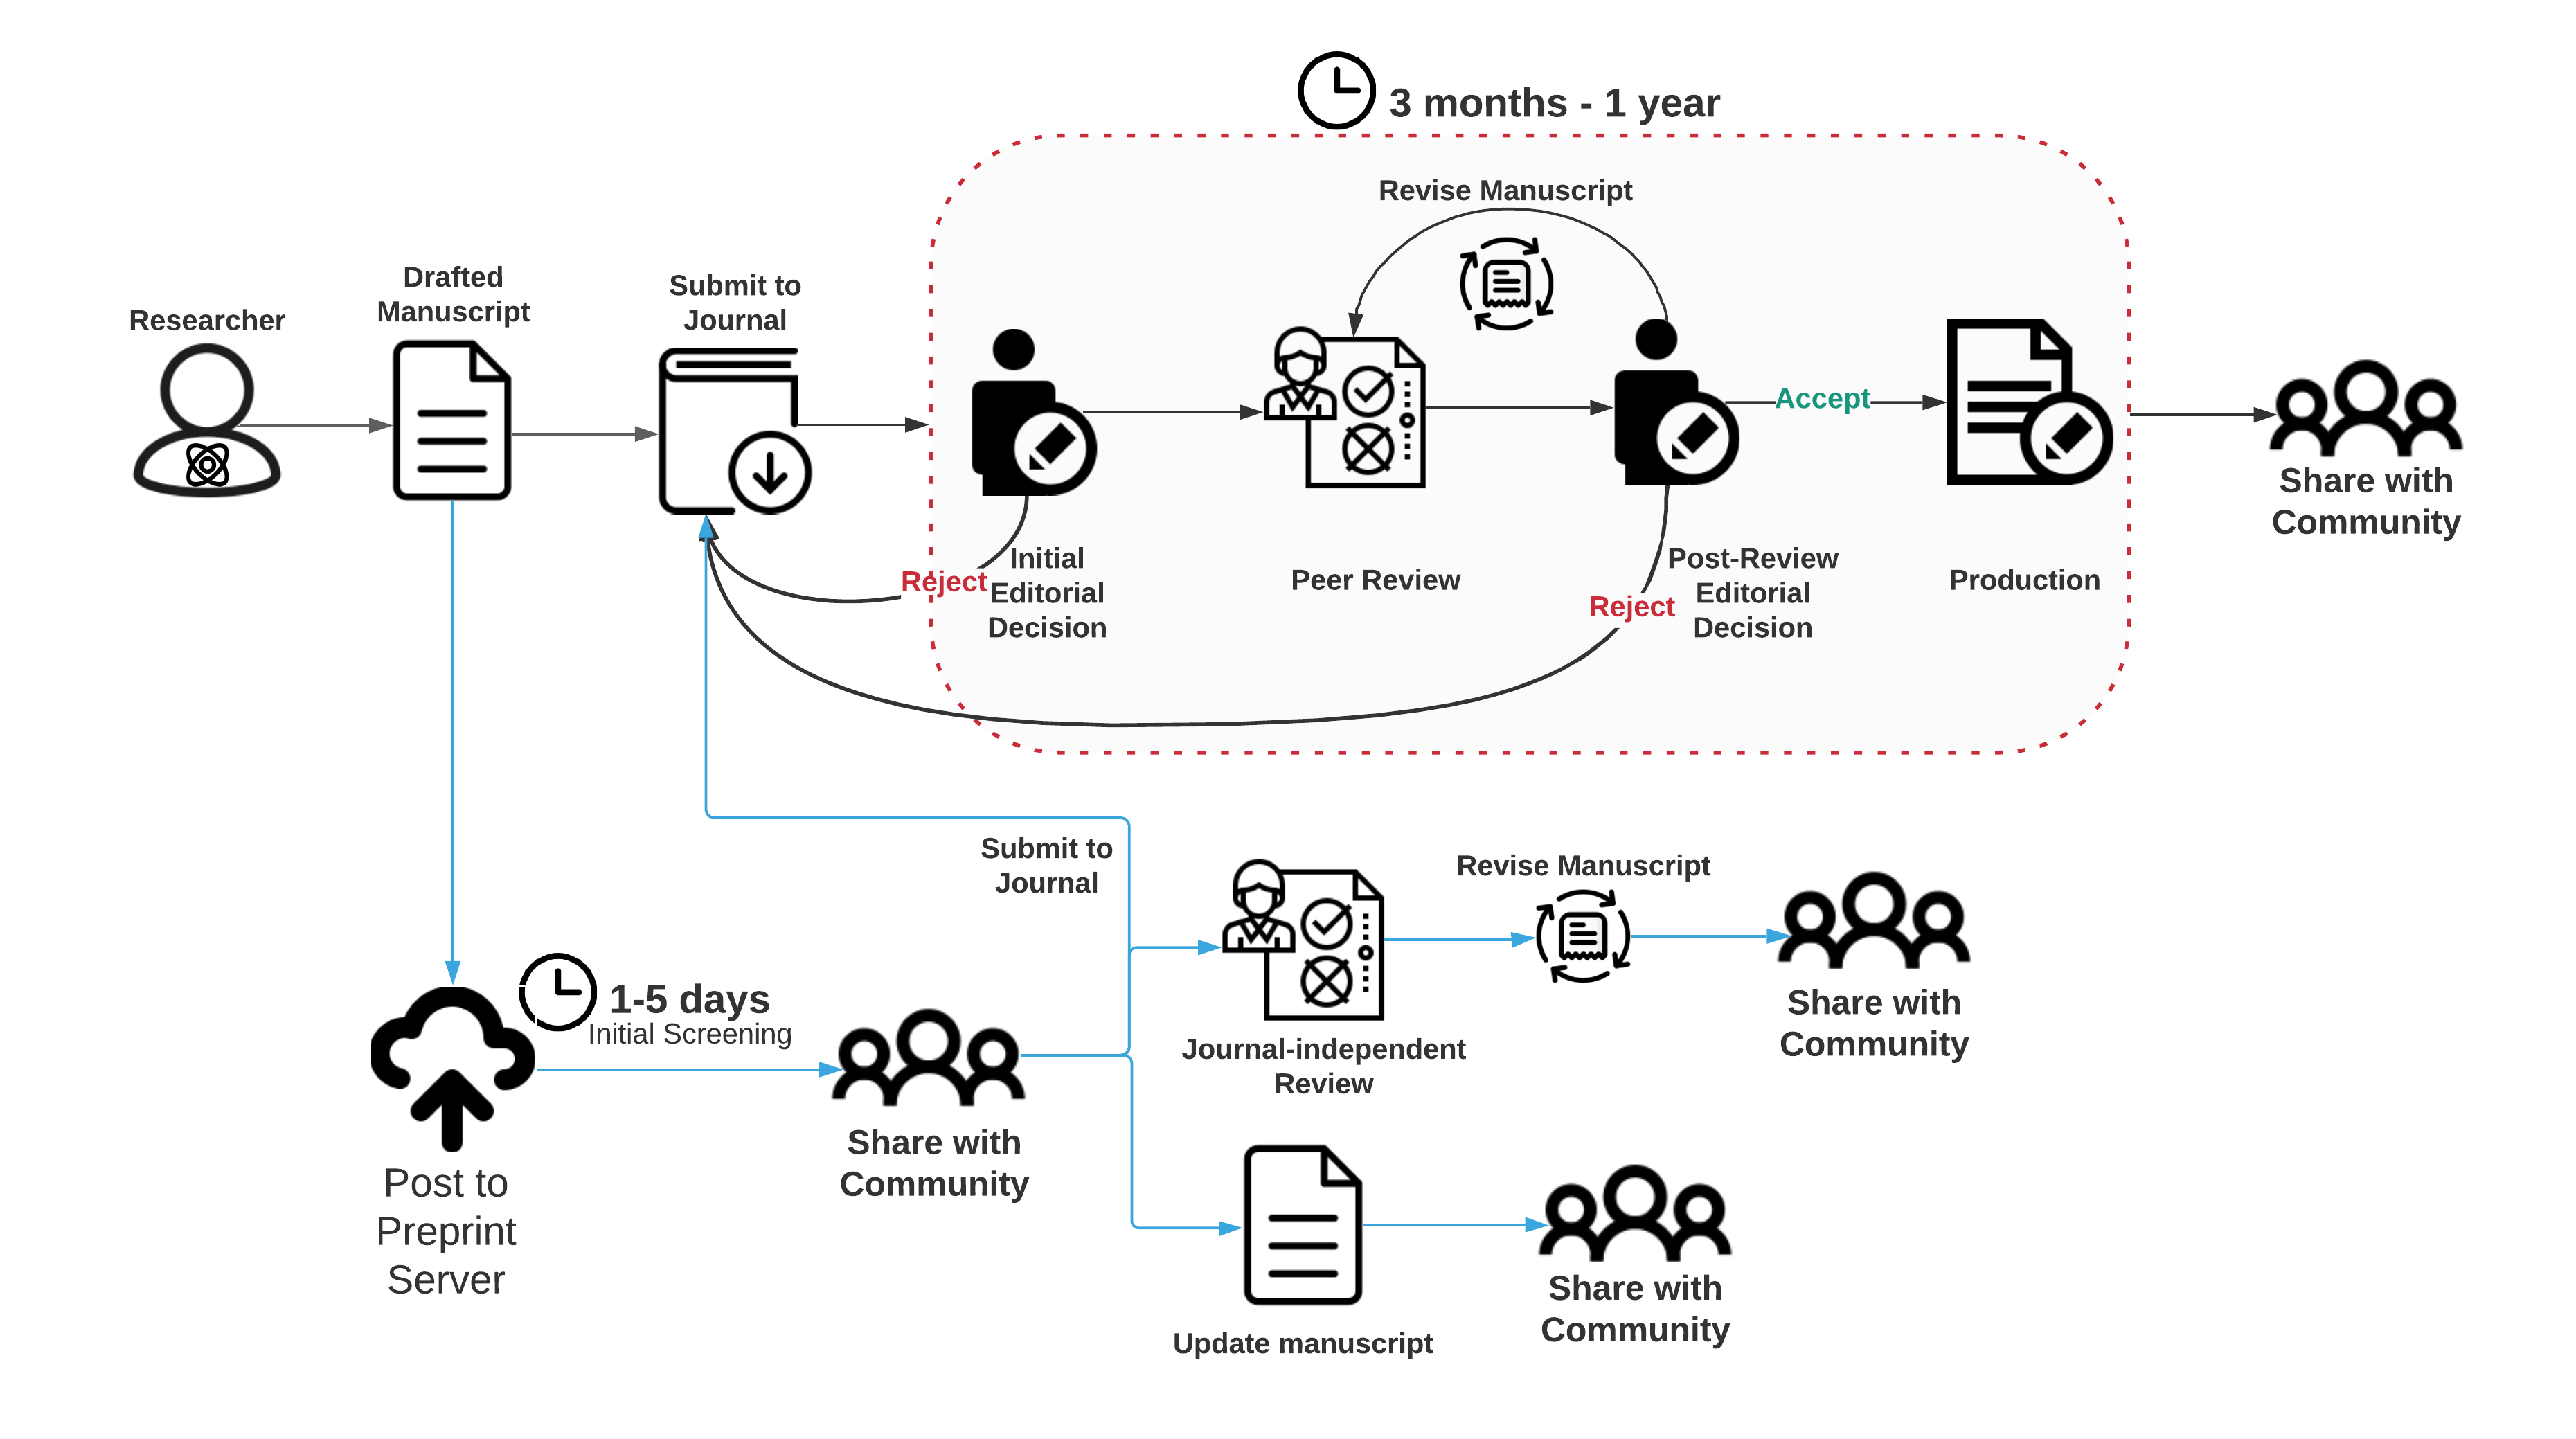 3 months - 1 year
Revise Manuscript
Researcher
Drafted
Manuscript
Submit to
Journal
Accept
Share with
Community
Reject
Initial
Editorial
Decision
Peer Review
Reject
Post-Review
Editorial
Decision
Production
Submit to
Journal
Revise Manuscript
1-5 days
Initial Screening
Share with
Community
Journal-independent
Review
Share with
Community
Post to
Preprint
Server
Update manuscript
Share with
Community